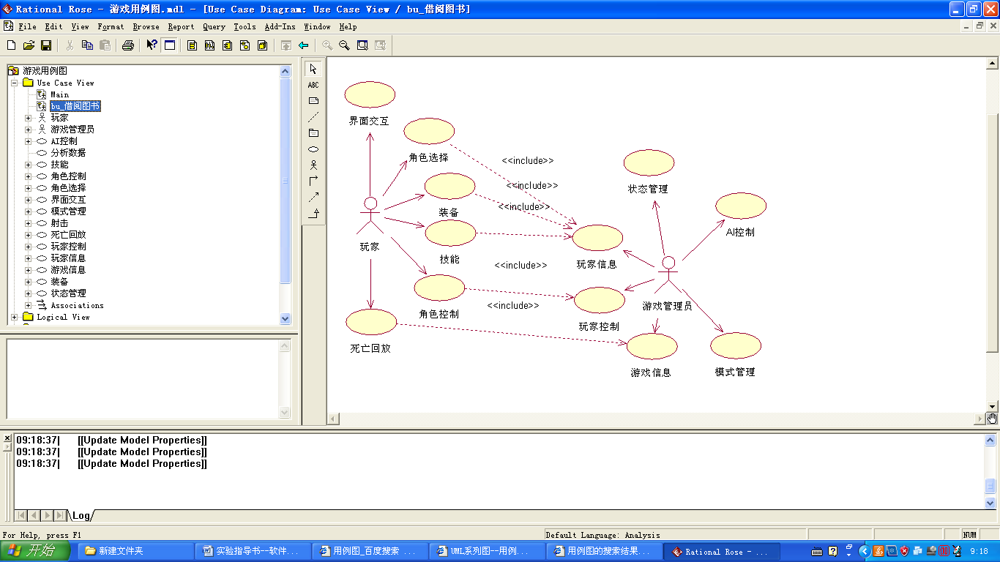 Rational Rose - 游戏用例图.mdl - [Use Case Diagram: Use Case View / bu_借阅图书]
File Edit View Format Browse Report Query Tools Add-Ins Window Help
游戏用例图
Use Case View
Main
bu_借阅图书
玩家
游戏管理员
AI控制
分析数据
技能
角色控制
角色选择
界面交互
模式管理
射击
死亡回放
玩家控制
玩家信息
游戏信息
装备
状态管理
Associations
Logical View
ABC
界面交互
角色选择
<<include>>
<<include>>
状态管理
装备
<<include>>
AI控制
玩家
技能
玩家信息
<<include>>
角色控制
<<include>>
游戏管理员
玩家控制
死亡回放
游戏信息
模式管理
09:18:37| [[Update Model Properties]]
09:18:37| [[Update Model Properties]]
09:18:37| [[Update Model Properties]]
Log
For Help, press F1
Default Language: Analysis
NUM
开始
新建文件夹
实验指导书--软件...
用例图_百度搜索 ...
UML系列图--用例...
用例图的搜索结果...
Rational Rose - ...
9:18